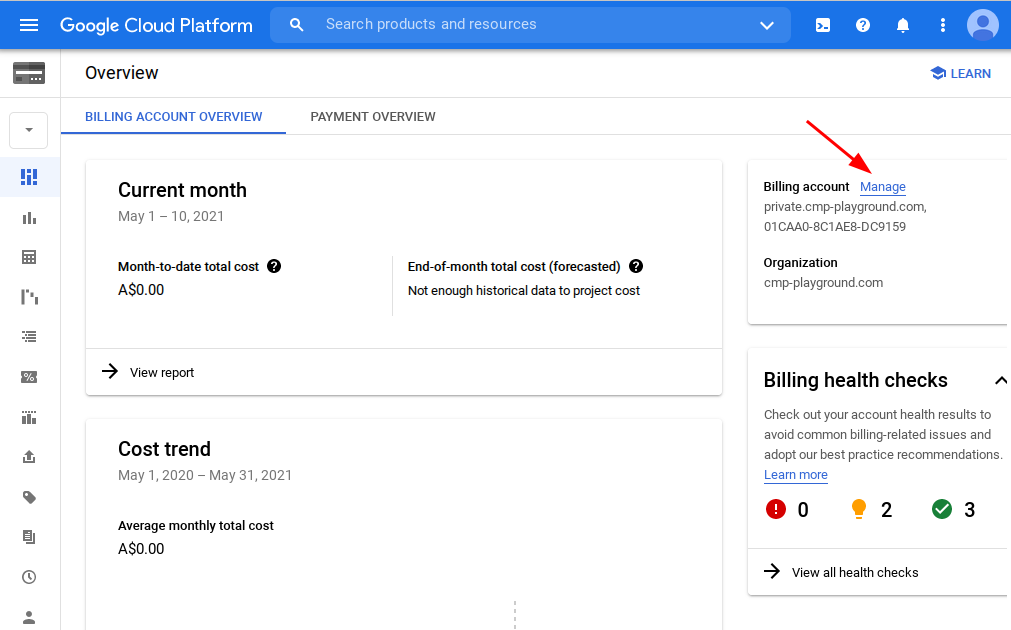 Google Cloud Platform
Search products and resources
Overview
LEARN
BILLING ACCOUNT OVERVIEW
PAYMENT OVERVIEW
Current month
May 1 – 10, 2021
Month-to-date total cost
A$0.00
End-of-month total cost (forecasted)
Not enough historical data to project cost
View report
Cost trend
May 1, 2020 – May 31, 2021
Average monthly total cost
A$0.00
Billing account Manage
private.cmp-playground.com,
01CAA0-8C1AE8-DC9159
Organization
cmp-playground.com
Billing health checks
Check out your account health results to
avoid common billing-related issues and
adopt our best practice recommendations.
Learn more
0 2 3
View all health checks